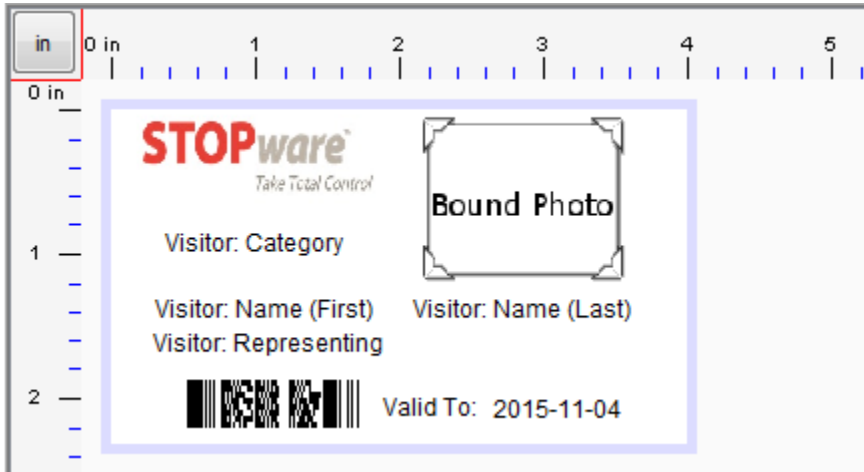 in 0 in 1 2 3 4 5
0 in
STOPware™
Take Total Control
Bound Photo
Visitor: Category
1
Visitor: Name (First) Visitor: Name (Last)
Visitor: Representing
2
Valid To: 2015-11-04